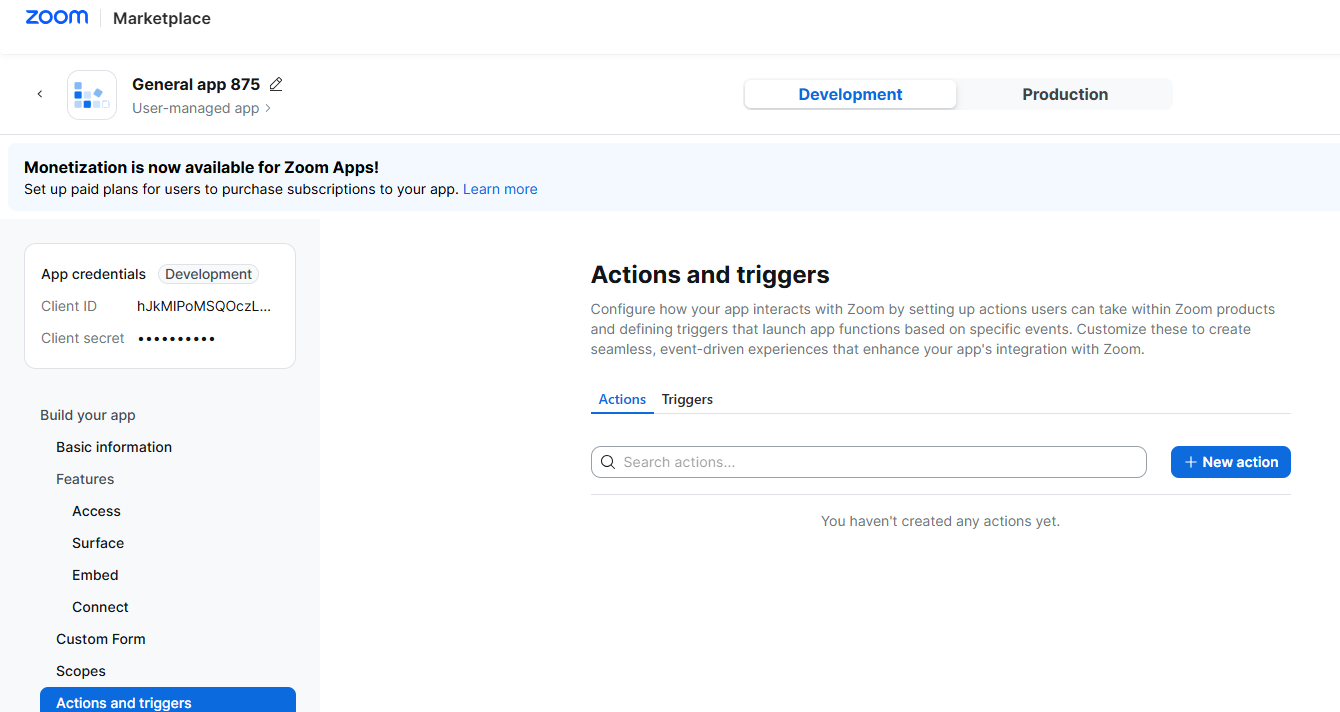 zoom Marketplace
General app 875
User-managed app
Development Production
Monetization is now available for Zoom Apps!
Set up paid plans for users to purchase subscriptions to your app. Learn more
App credentials Development
Client ID hJkMIPoMSQOczL...
Client secret ••••••••••
Build your app
Basic information
Features
Access
Surface
Embed
Connect
Custom Form
Scopes
Actions and triggers
Actions and triggers
Configure how your app interacts with Zoom by setting up actions users can take within Zoom products
and defining triggers that launch app functions based on specific events. Customize these to create
seamless, event-driven experiences that enhance your app's integration with Zoom.
Actions Triggers
Search actions...
New action
You haven't created any actions yet.